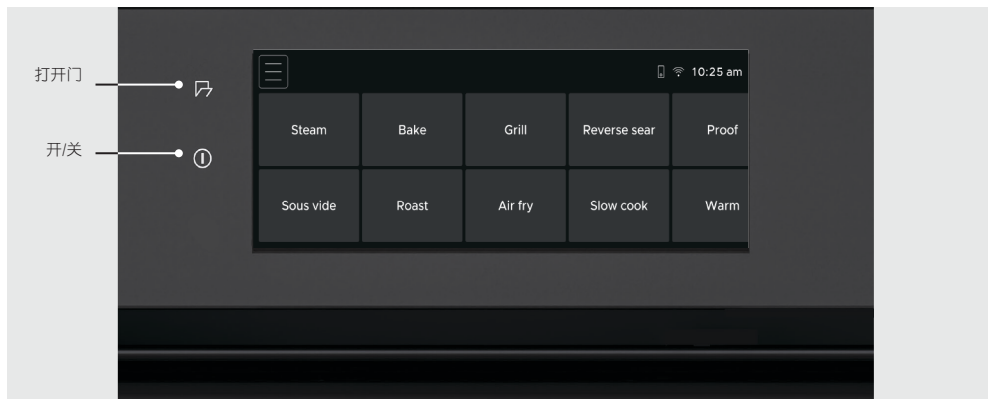 打开门
开/关
10:25 am
Steam Bake Grill Reverse sear Proof
Sous vide Roast Air fry Slow cook Warm